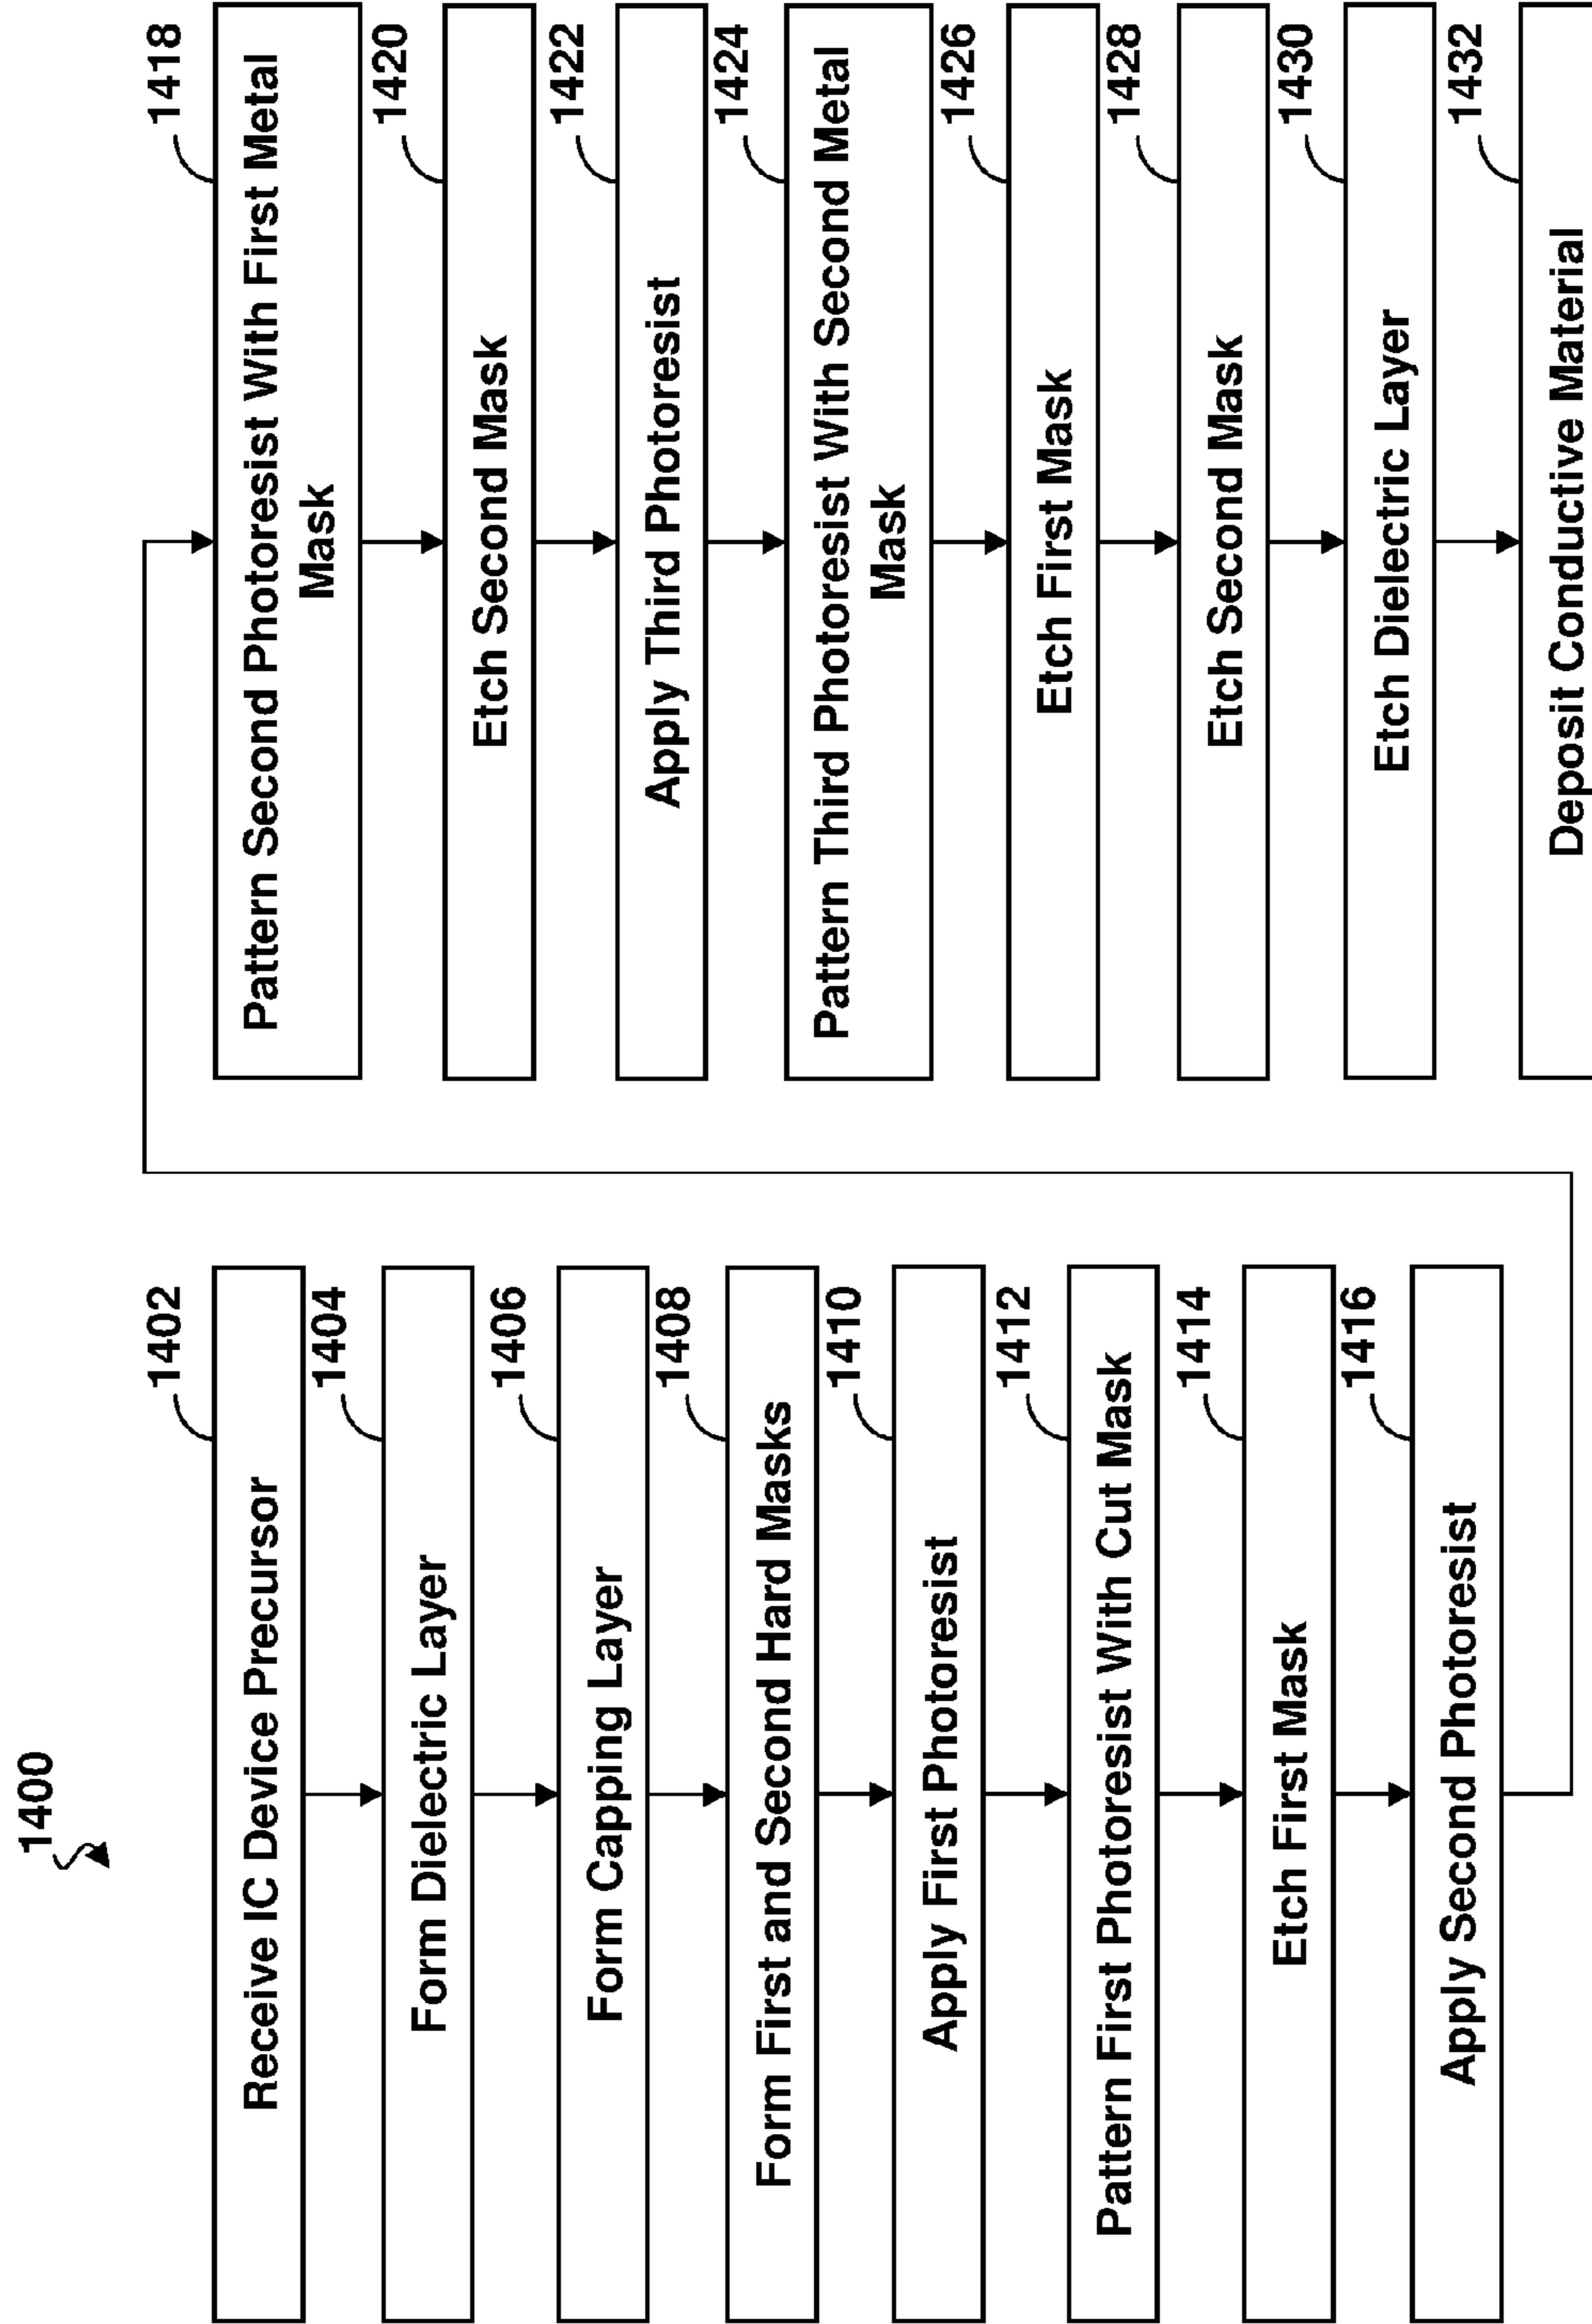 1400
1402
Receive IC Device Precursor
1404
Form Dielectric Layer
1406
Form Capping Layer
1408
Form First and Second Hard Masks
1410
Apply First Photoresist
1412
Pattern First Photoresist With Cut Mask
1414
Etch First Mask
1416
Apply Second Photoresist
1418
Pattern Second Photoresist With First Metal
Mask
1420
Etch Second Mask
1422
Apply Third Photoresist
1424
Pattern Third Photoresist With Second Metal
Mask
1426
Etch First Mask
1428
Etch Second Mask
1430
Etch Dielectric Layer
1432
Deposit Conductive Material